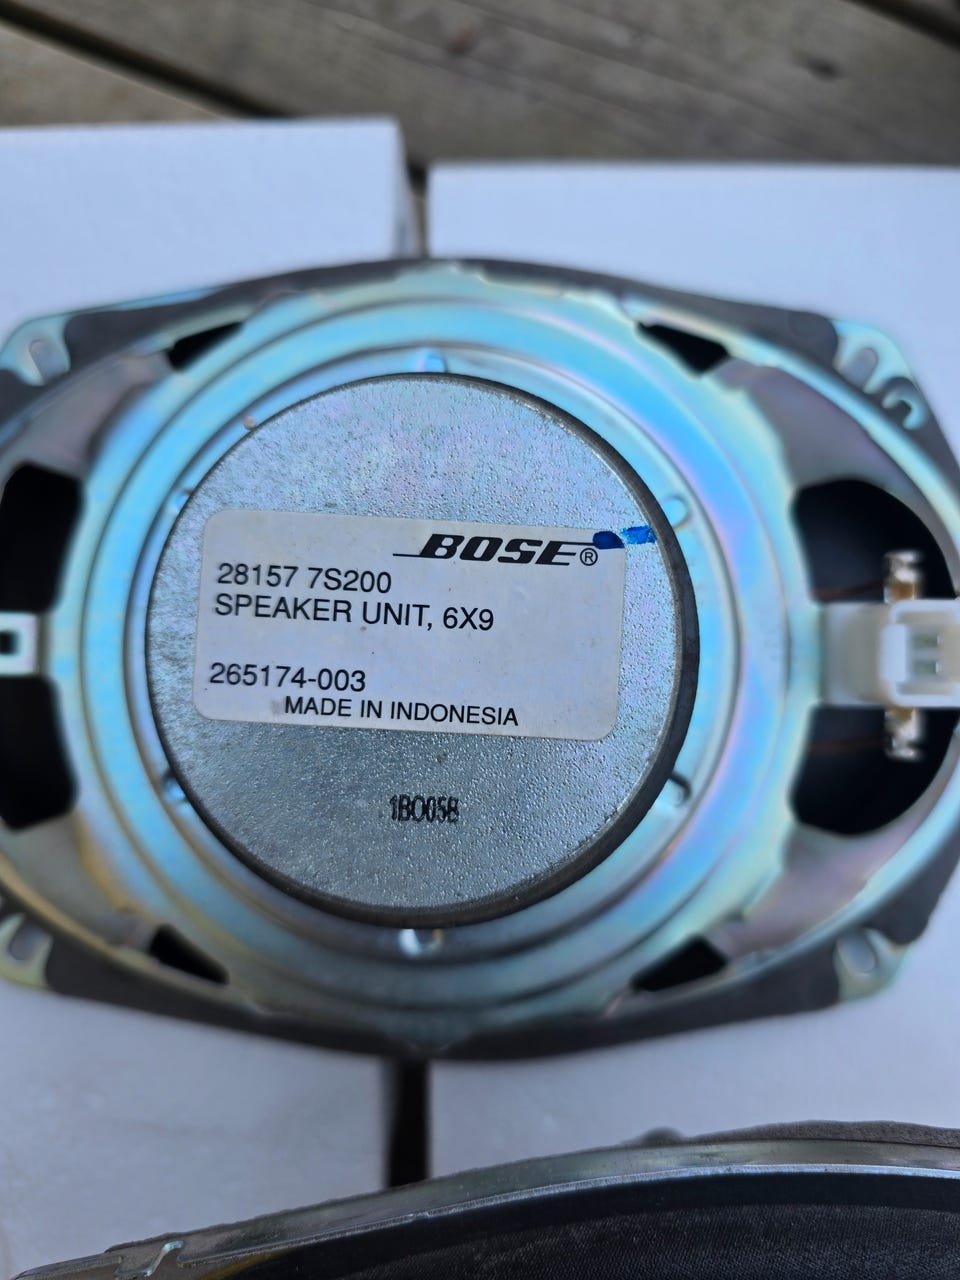 BOSE®
28157 7S200
SPEAKER UNIT, 6X9
265174-003
MADE IN INDONESIA
1BO05B